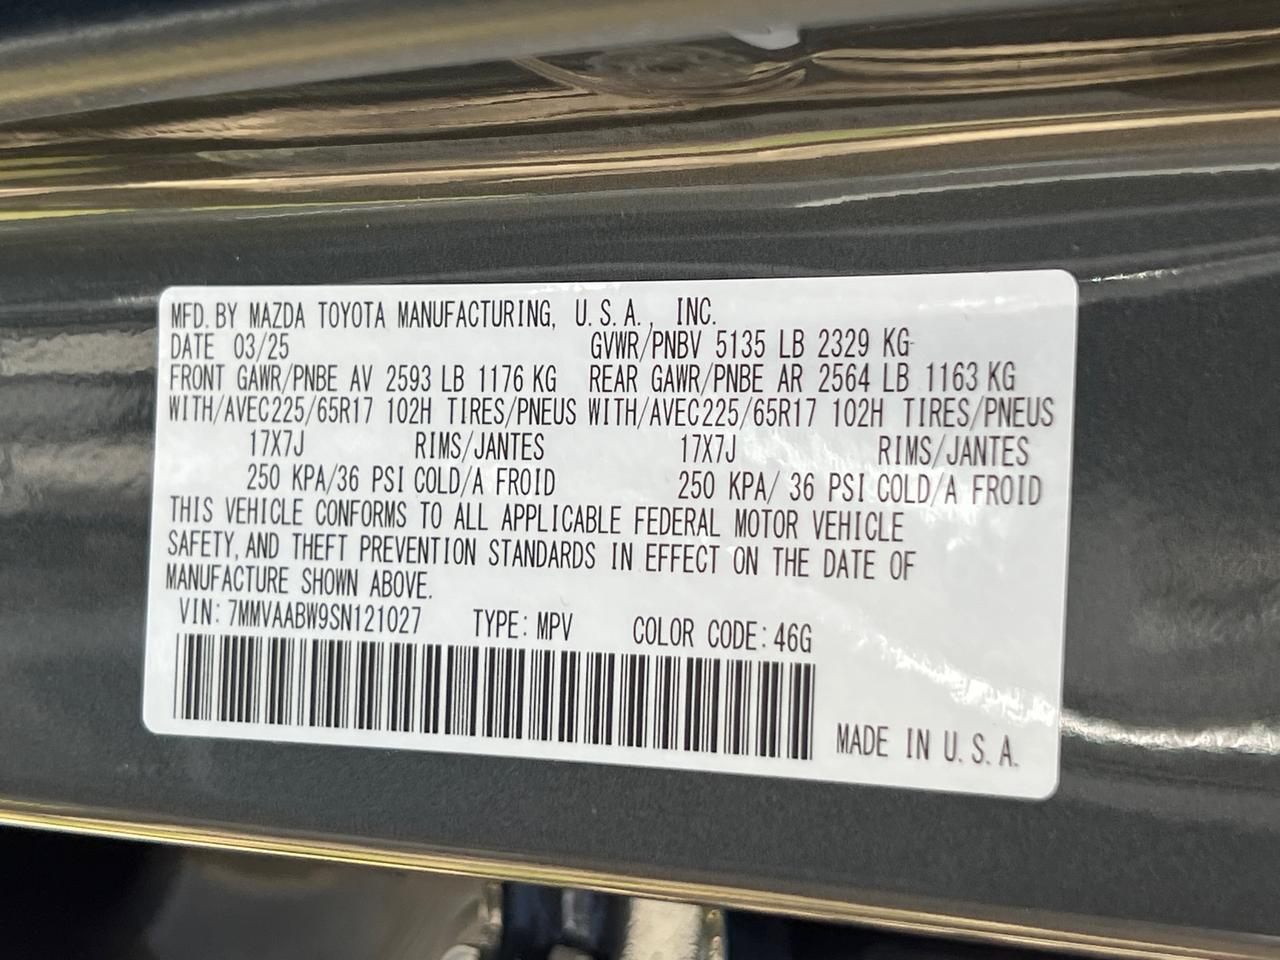 MFD. BY MAZDA TOYOTA MANUFACTURING, U.S.A., INC.
DATE 03/25 GVWR/PNBV 5135 LB 2329 KG
FRONT GAWR/PNBE AV 2593 LB 1176 KG REAR GAWR/PNBE AR 2564 LB 1163 KG
WITH/AVEC225/65R17 102H TIRES/PNEUS WITH/AVEC225/65R17 102H TIRES/PNEUS
17X7J RIMS/JANTES 17X7J RIMS/JANTES
250 KPA/36 PSI COLD/A FROID 250 KPA/ 36 PSI COLD/A FROID
THIS VEHICLE CONFORMS TO ALL APPLICABLE FEDERAL MOTOR VEHICLE
SAFETY, AND THEFT PREVENTION STANDARDS IN EFFECT ON THE DATE OF
MANUFACTURE SHOWN ABOVE.
VIN: 7MMVAABW9SN121027 TYPE: MPV COLOR CODE: 46G
MADE IN U.S.A.